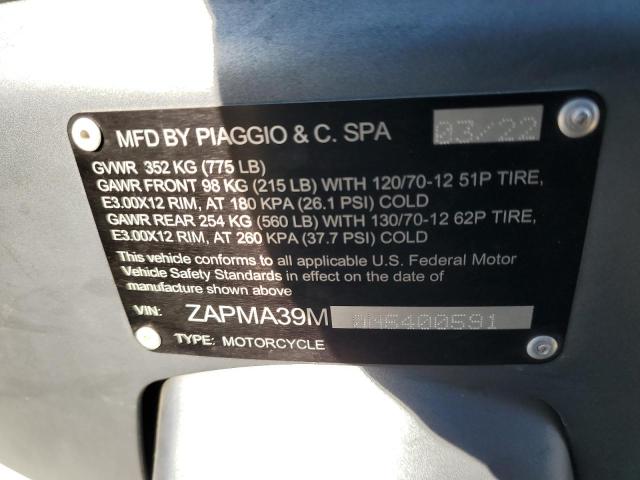 MFD BY PIAGGIO & C. SPA 03/22
GVWR 352 KG (775 LB)
GAWR FRONT 98 KG (215 LB) WITH 120/70-12 51P TIRE,
E3.00X12 RIM, AT 180 KPA (26.1 PSI) COLD
GAWR REAR 254 KG (560 LB) WITH 130/70-12 62P TIRE,
E3.00X12 RIM, AT 260 KPA (37.7 PSI) COLD
This vehicle conforms to all applicable U.S. Federal Motor
Vehicle Safety Standards in effect on the date of
manufacture shown above
VIN: ZAPMA39M 0N5400591
TYPE: MOTORCYCLE